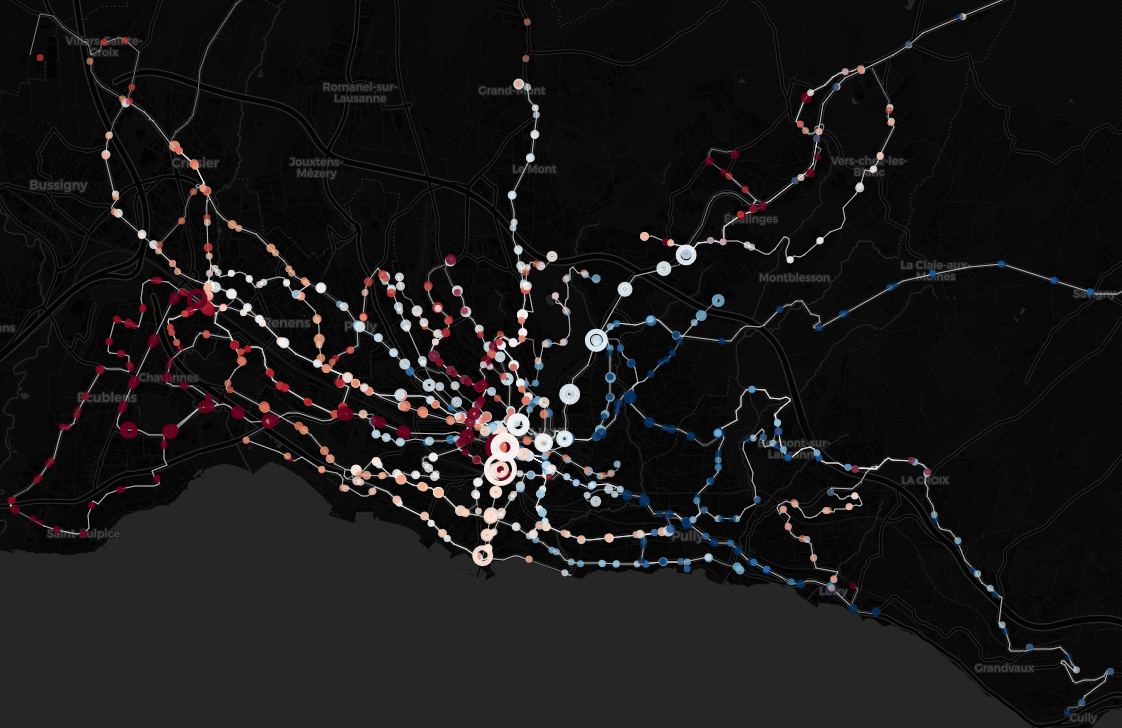 Villars-Sainte-
Croix
Romanel-sur-
Lausanne
Grand-Mont
Crissier
Jouxtens-
Mézery
Le Mont
Vers-chez-les-
Blanc
Bussigny
Épalinges
Montblesson
La Claie-aux-
Moines
Savigny
ens
Renens
Prilly
Chavannes
Ecublens
Belmont-sur-
Lausanne
LA CROIX
Saint-Sulpice
Pully
Lutry
Grandvaux
Cully